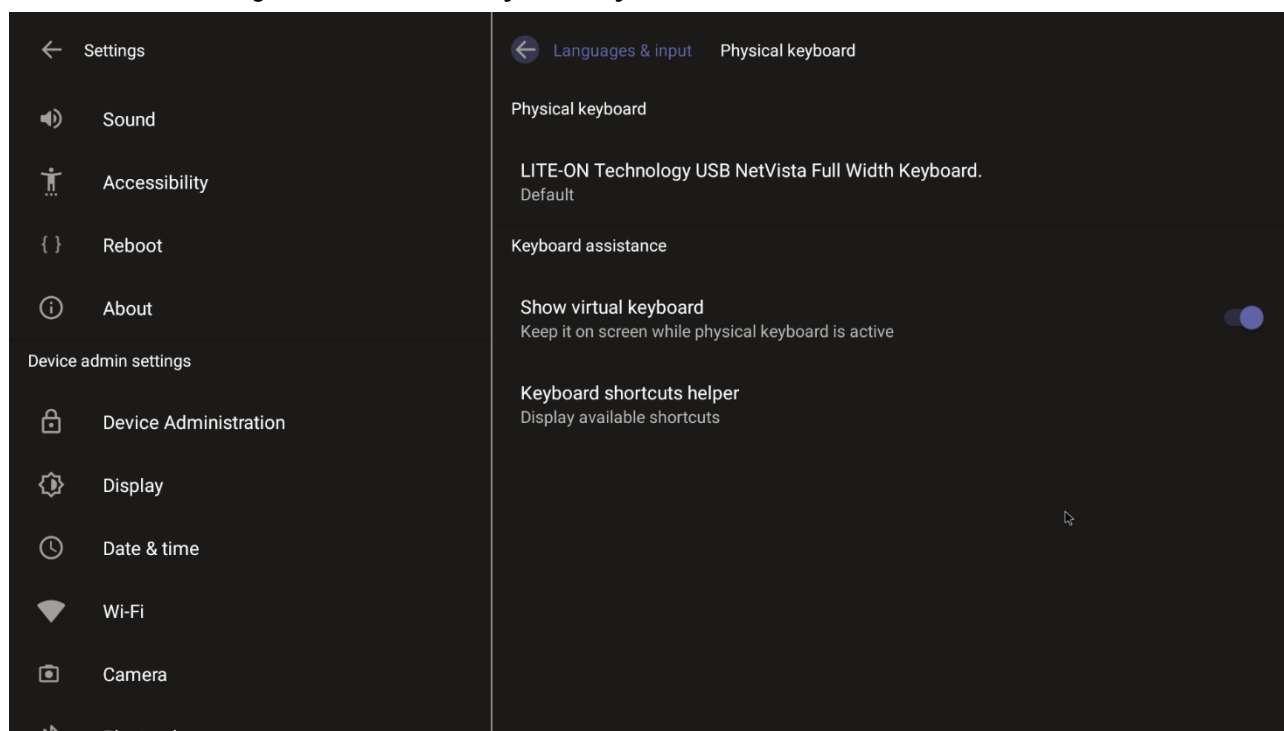 Settings
Sound
Accessibility
{ } Reboot
About
Device admin settings
Device Administration
Display
Date & time
Wi-Fi
Camera
Languages & input Physical keyboard
Physical keyboard
LITE-ON Technology USB NetVista Full Width Keyboard.
Default
Keyboard assistance
Show virtual keyboard
Keep it on screen while physical keyboard is active
Keyboard shortcuts helper
Display available shortcuts